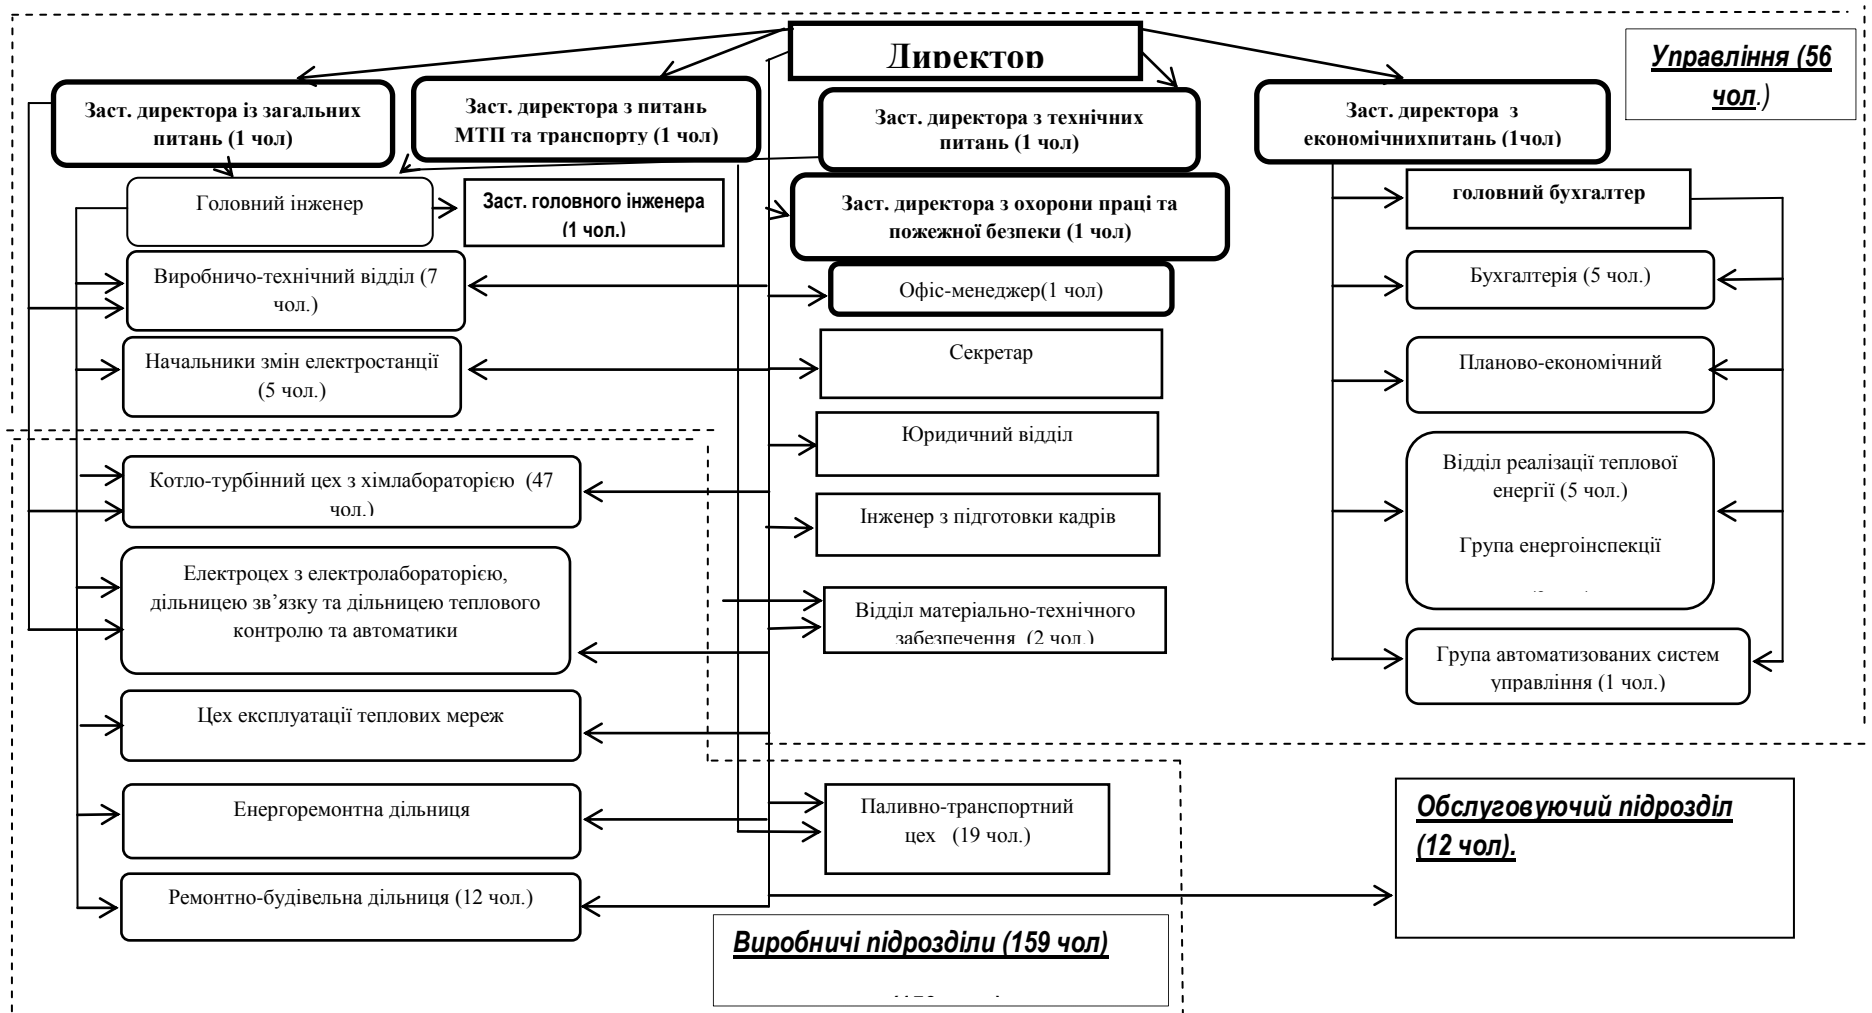 Директор
Управління (56
чол.)
Заст. директора із загальних
питань (1 чол)
Заст. директора з питань
МТП та транспорту (1 чол)
Заст. директора з технічних
питань (1 чол)
Заст. директора з
економічнихпитань (1чол)
Головний інженер
Заст. головного інженера
(1 чол.)
Заст. директора з охорони праці та
пожежної безпеки (1 чол)
головний бухгалтер
Виробничо-технічний відділ (7
чол.)
Офіс-менеджер(1 чол)
Бухгалтерія (5 чол.)
Начальники змін електростанції
(5 чол.)
Секретар
Планово-економічний
Юридичний відділ
Котло-турбінний цех з хімлабораторією (47
чол.)
Інженер з підготовки кадрів
Відділ реалізації теплової
енергії (5 чол.)
Група енергоінспекції
Електроцех з електролабораторією,
дільницею зв’язку та дільницею теплового
контролю та автоматики
Відділ матеріально-технічного
забезпечення (2 чол.)
Група автоматизованих систем
управління (1 чол.)
Цех експлуатації теплових мереж
Енергоремонтна дільниця
Паливно-транспортний
цех (19 чол.)
Обслуговуючий підрозділ
(12 чол).
Ремонтно-будівельна дільниця (12 чол.)
Виробничі підрозділи (159 чол)